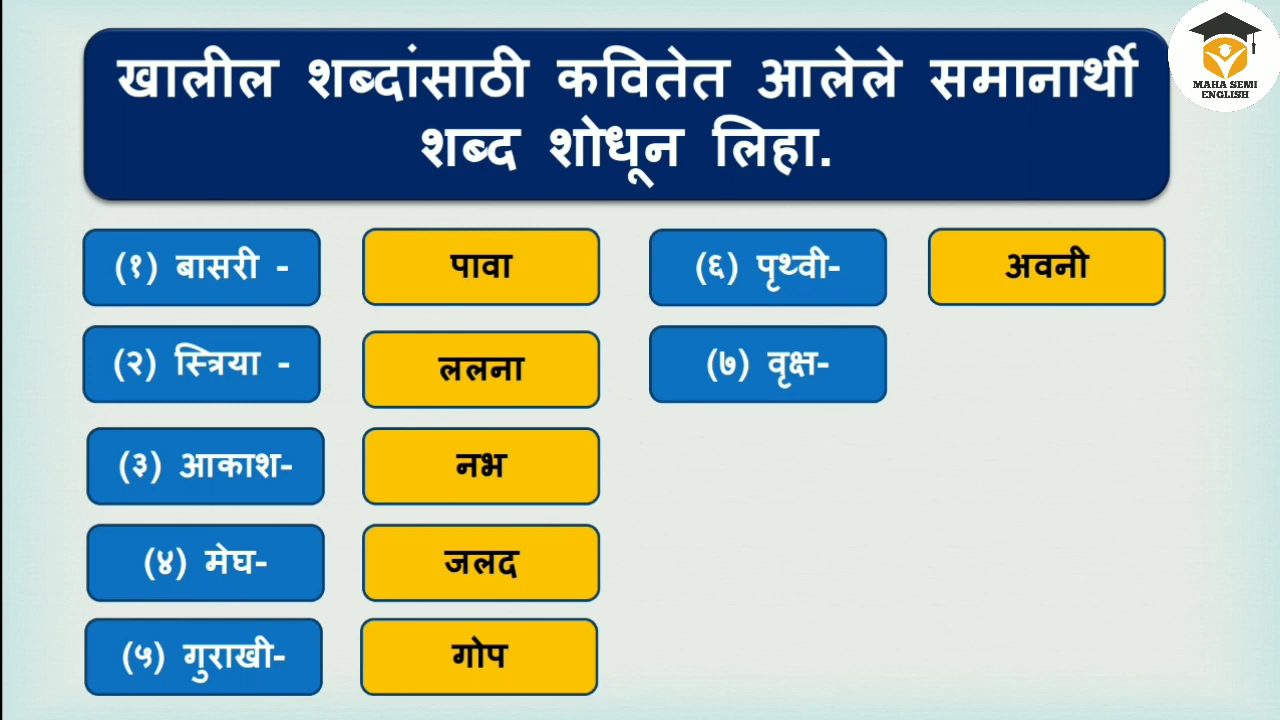 खालील शब्दांसाठी कवितेत आलेले समानार्थी
शब्द शोधून लिहा.
MAHA SEMI
ENGLISH
(१) बासरी -
पावा
(२) स्त्रिया -
ललना
(३) आकाश-
नभ
(४) मेघ-
जलद
(५) गुराखी-
गोप
(६) पृथ्वी-
अवनी
(७) वृक्ष-